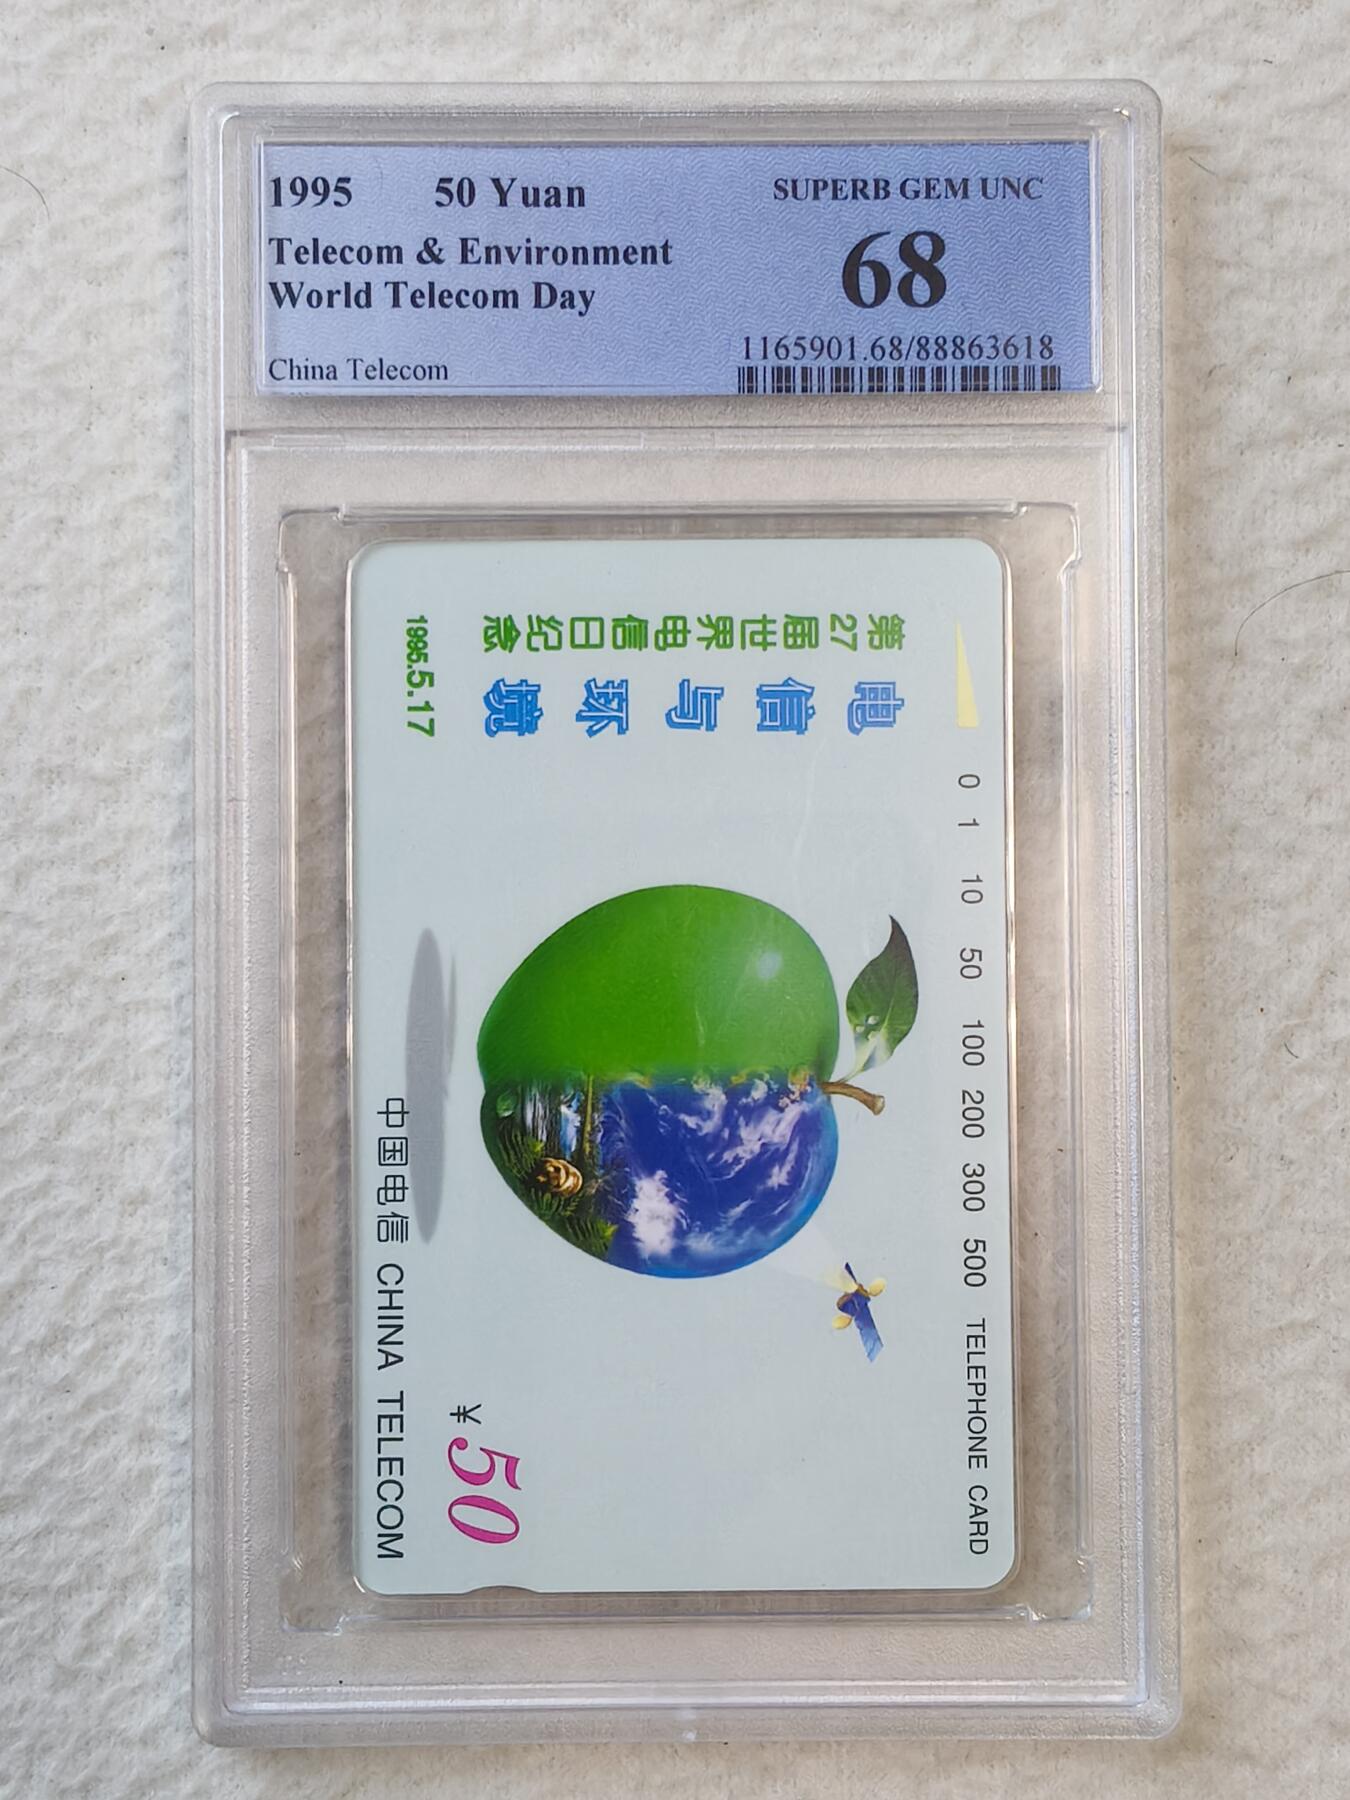 1995 50 Yuan
Telecom & Environment
World Telecom Day
China Telecom
SUPERB GEM UNC
68
1165901.68/88863618
0 1 10 50 100 200 300 500 TELEPHONE CARD
第27届世界电信日纪念
电信与环境
1995.5.17
¥50
中国电信 CHINA TELECOM